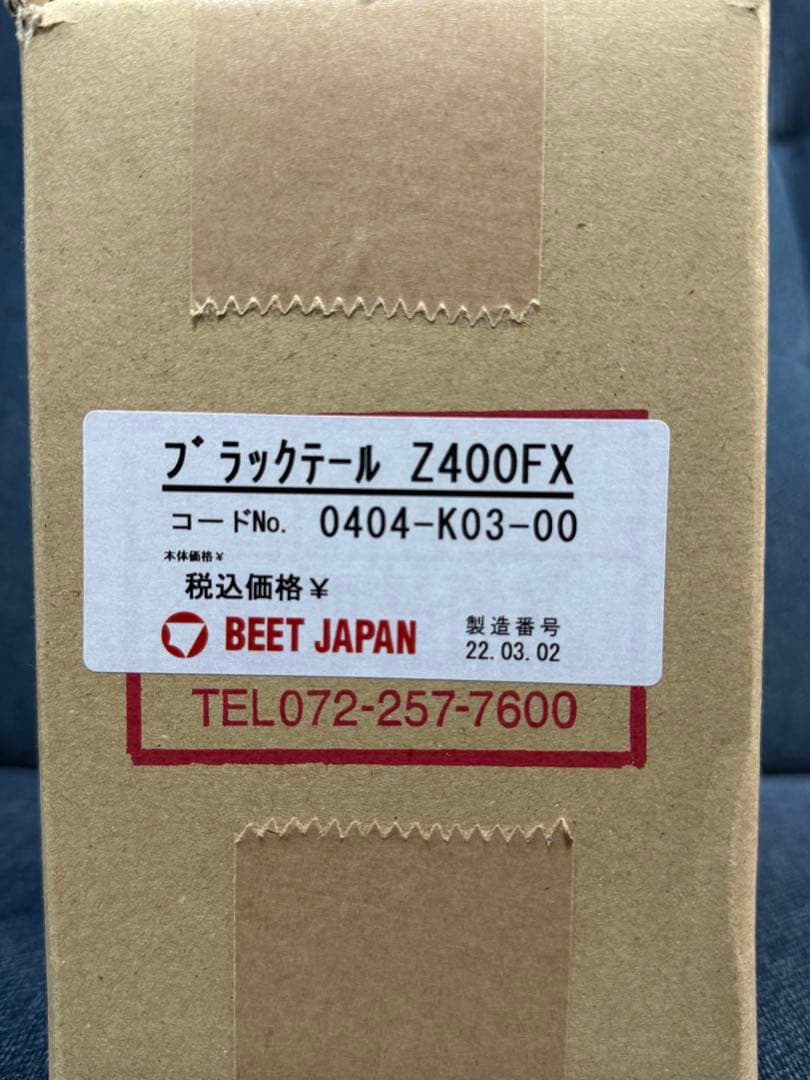 ブラックテール Z400FX
コードNo. 0404-K03-00
本体価格￥
税込価格￥
BEET JAPAN
製造番号
22.03.02
TEL072-257-7600